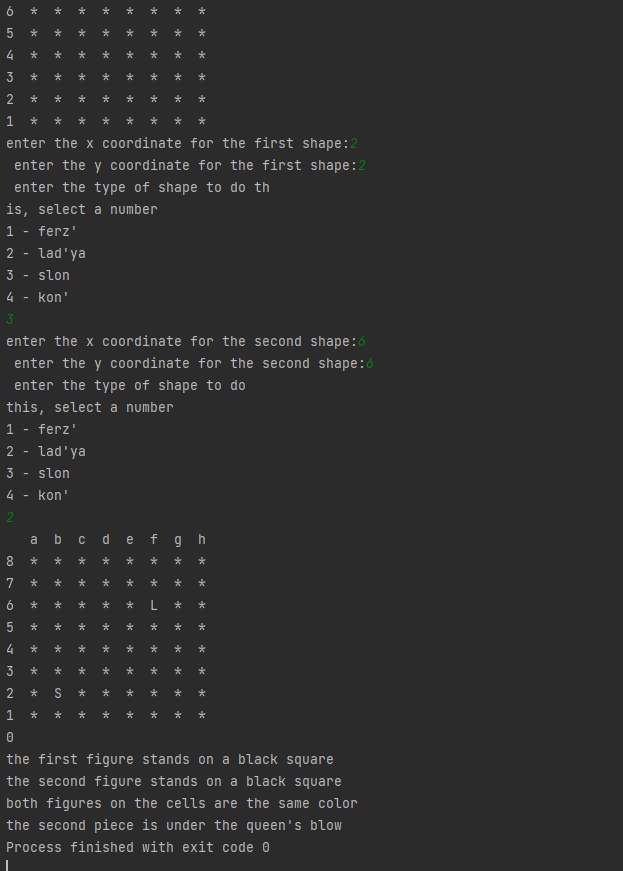 6  *  *  *  *  *  *  *  *
5  *  *  *  *  *  *  *  *
4  *  *  *  *  *  *  *  *
3  *  *  *  *  *  *  *  *
2  *  *  *  *  *  *  *  *
1  *  *  *  *  *  *  *  *
enter the x coordinate for the first shape:2
 enter the y coordinate for the first shape:2
 enter the type of shape to do th
is, select a number
1 - ferz'
2 - lad'ya
3 - slon
4 - kon'
3
enter the x coordinate for the second shape:6
 enter the y coordinate for the second shape:6
 enter the type of shape to do
this, select a number
1 - ferz'
2 - lad'ya
3 - slon
4 - kon'
2
   a  b  c  d  e  f  g  h
8  *  *  *  *  *  *  *  *
7  *  *  *  *  *  *  *  *
6  *  *  *  *  *  L  *  *
5  *  *  *  *  *  *  *  *
4  *  *  *  *  *  *  *  *
3  *  *  *  *  *  *  *  *
2  *  S  *  *  *  *  *  *
1  *  *  *  *  *  *  *  *
0
the first figure stands on a black square
the second figure stands on a black square
both figures on the cells are the same color
the second piece is under the queen's blow
Process finished with exit code 0